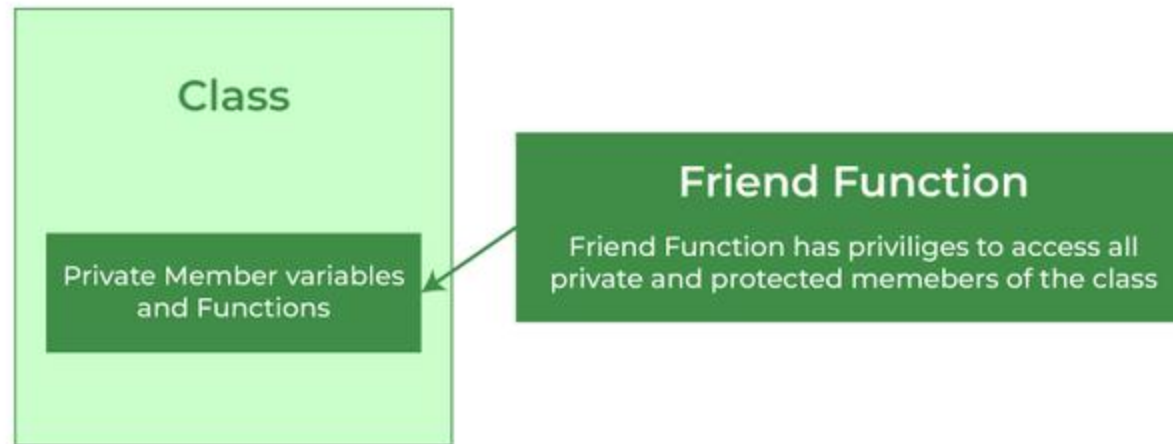 Class
Private Member variables
and Functions
Friend Function
Friend Function has priviliges to access all
private and protected memebers of the class